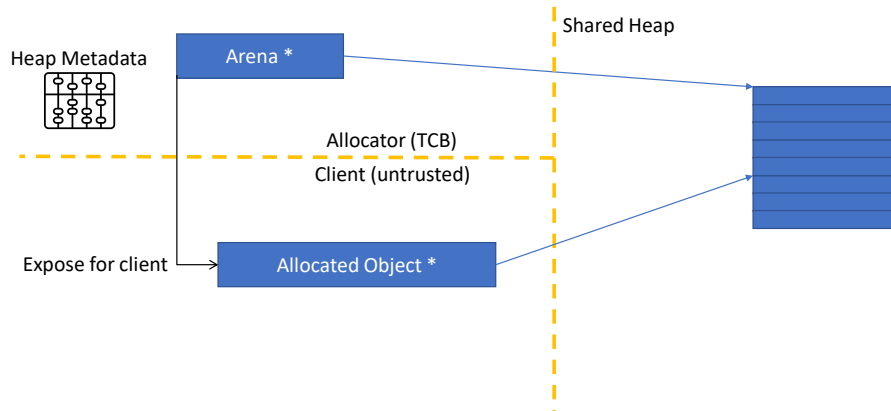 Shared Heap
Heap Metadata
Arena *
Allocator (TCB)
Client (untrusted)
Expose for client
Allocated Object *